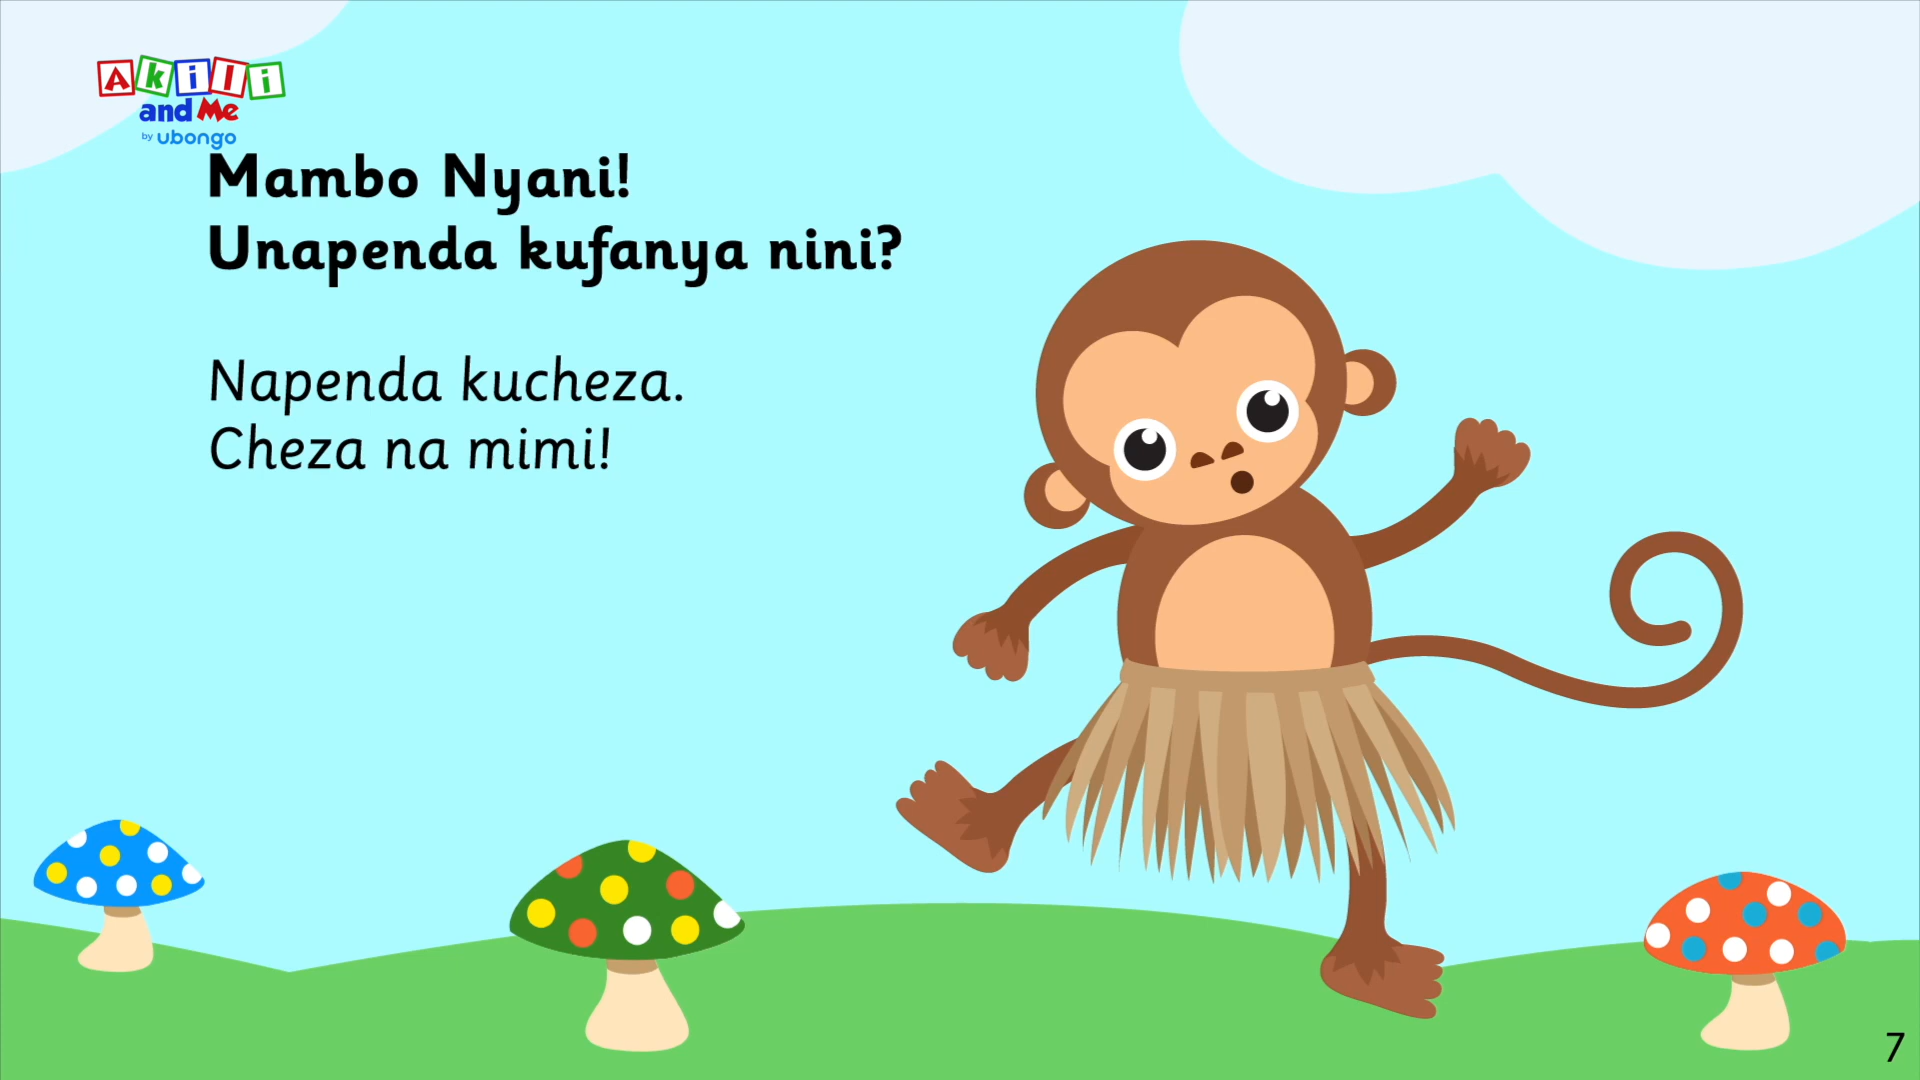 Akili
and Me
by ubongo
Mambo Nyani!
Unapenda kufanya nini?
Napenda kucheza.
Cheza na mimi!
7